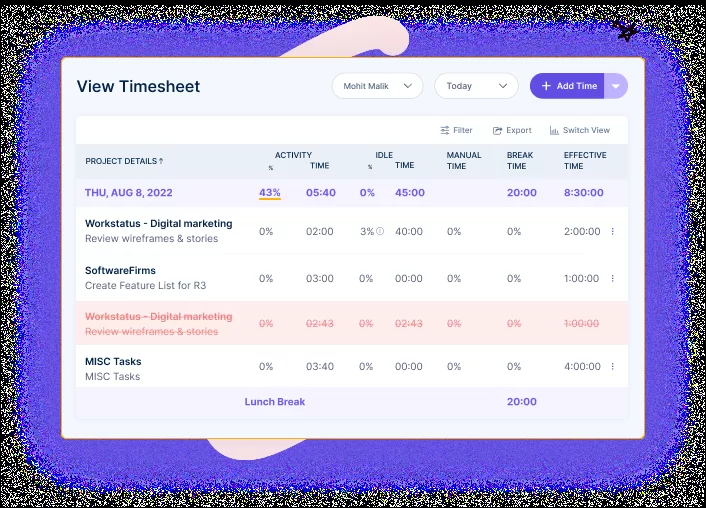 View Timesheet
Mohit Malik
Today
+ Add Time
Filter
Export
Switch View
PROJECT DETAILS ↑
ACTIVITY
% TIME
IDLE
% TIME
MANUAL TIME
BREAK TIME
EFFECTIVE TIME
THU, AUG 8, 2022 43% 05:40 0% 45:00 20:00 8:30:00
Workstatus - Digital marketing
Review wireframes & stories
0% 02:00 3% 40:00 0% 0% 2:00:00
SoftwareFirms
Create Feature List for R3
0% 03:00 0% 00:00 0% 0% 1:00:00
Workstatus - Digital marketing
Review wireframes & stories
0% 02:43 0% 02:43 0% 0% 1:00:00
MISC Tasks
MISC Tasks
0% 03:40 0% 00:00 0% 0% 4:00:00
Lunch Break 20:00